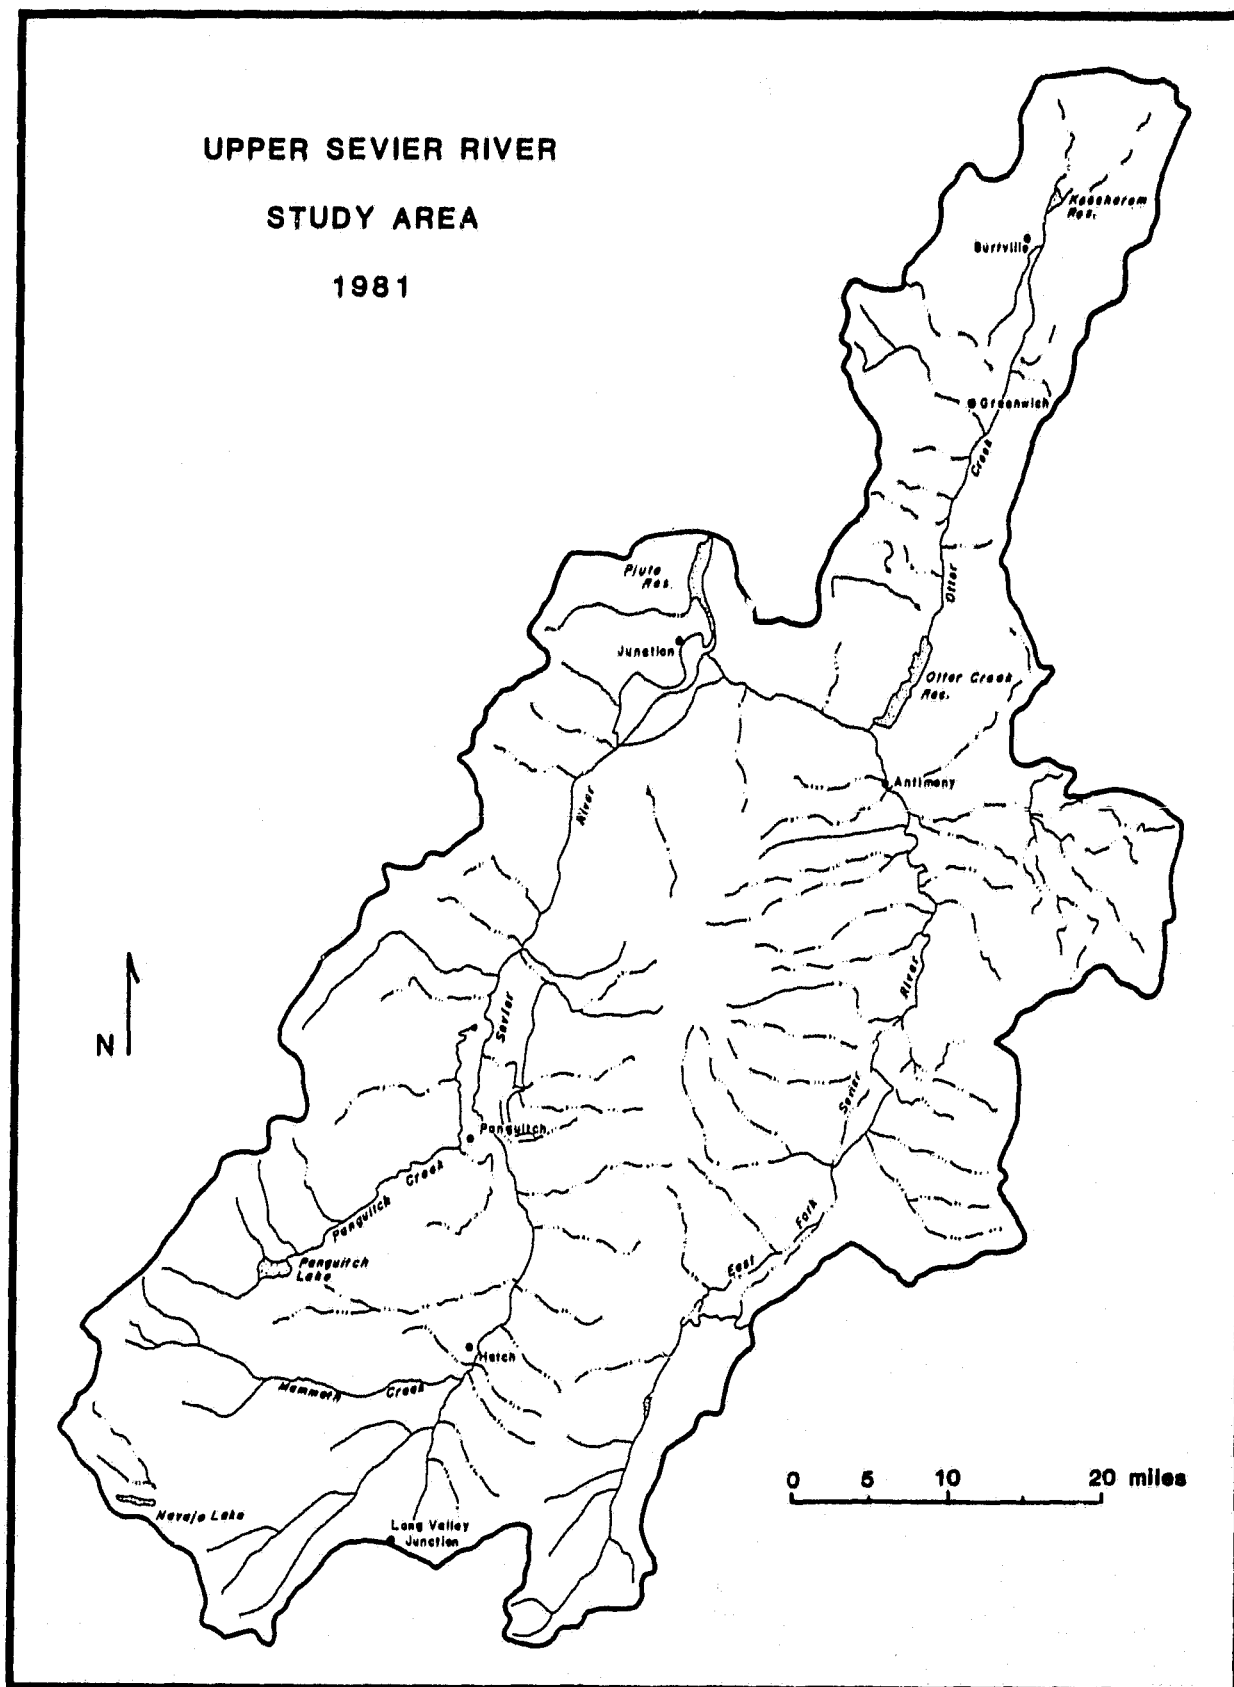 UPPER SEVIER RIVER
STUDY AREA
1981
Koosharem
Res.
Burrville
Greenwich
Creek
Otter
Piute
Res.
Junction
Otter Creek
Res.
Antimony
River
River
Sevier
Sevier
N
Panguitch
Panguitch Creek
Fork
East
Panguitch
Lake
Hatch
Mammoth Creek
0 5 10 20 miles
Navajo Lake
Long Valley
Junction